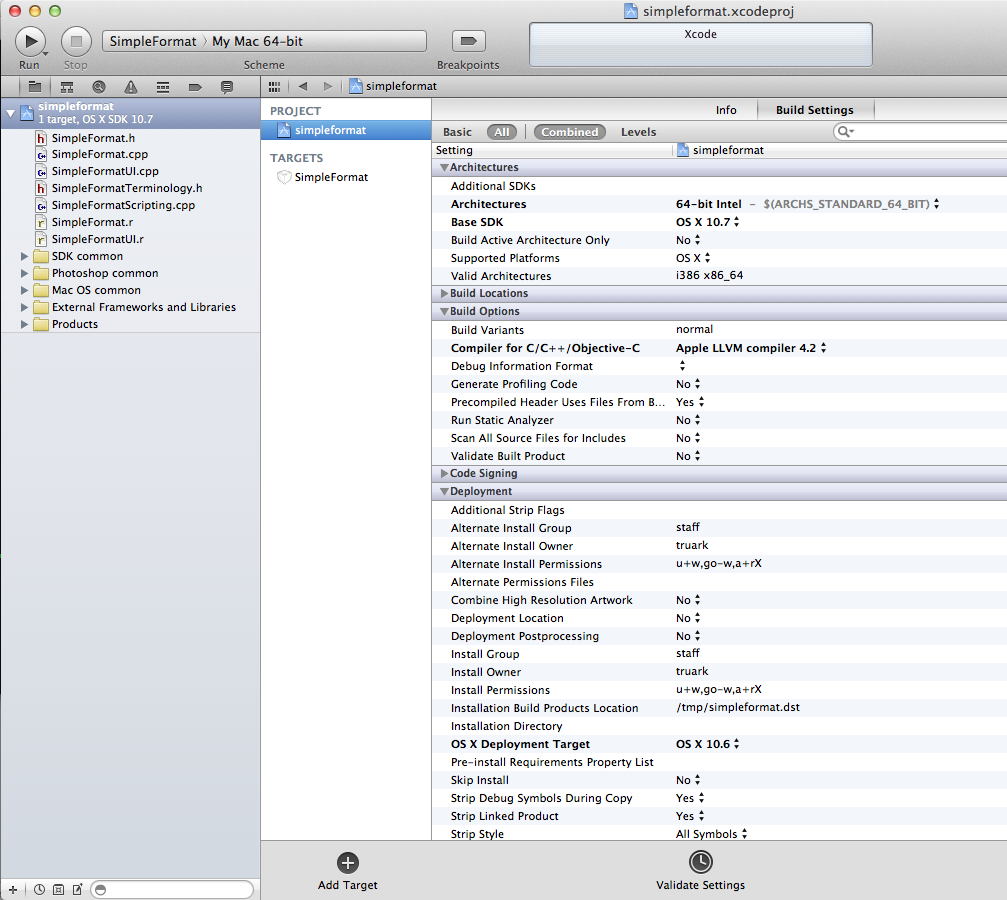 simpleformat.xcodeproj
SimpleFormat 〉 My Mac 64-bit
Xcode
Run Stop Scheme Breakpoints
simpleformat
simpleformat
1 target, OS X SDK 10.7
SimpleFormat.h
SimpleFormat.cpp
SimpleFormatUI.cpp
SimpleFormatTerminology.h
SimpleFormatScripting.cpp
SimpleFormat.r
SimpleFormatUI.r
SDK common
Photoshop common
Mac OS common
External Frameworks and Libraries
Products
PROJECT
simpleformat
TARGETS
SimpleFormat
Info Build Settings
Basic All Combined Levels
Setting simpleformat
Architectures
Additional SDKs
Architectures 64-bit Intel – $(ARCHS_STANDARD_64_BIT)
Base SDK OS X 10.7
Build Active Architecture Only No
Supported Platforms OS X
Valid Architectures i386 x86_64
Build Locations
Build Options
Build Variants normal
Compiler for C/C++/Objective-C Apple LLVM compiler 4.2
Debug Information Format
Generate Profiling Code No
Precompiled Header Uses Files From B... Yes
Run Static Analyzer No
Scan All Source Files for Includes No
Validate Built Product No
Code Signing
Deployment
Additional Strip Flags
Alternate Install Group staff
Alternate Install Owner truark
Alternate Install Permissions u+w,go-w,a+rX
Alternate Permissions Files
Combine High Resolution Artwork No
Deployment Location No
Deployment Postprocessing No
Install Group staff
Install Owner truark
Install Permissions u+w,go-w,a+rX
Installation Build Products Location /tmp/simpleformat.dst
Installation Directory
OS X Deployment Target OS X 10.6
Pre-install Requirements Property List
Skip Install No
Strip Debug Symbols During Copy Yes
Strip Linked Product Yes
Strip Style All Symbols
Add Target Validate Settings